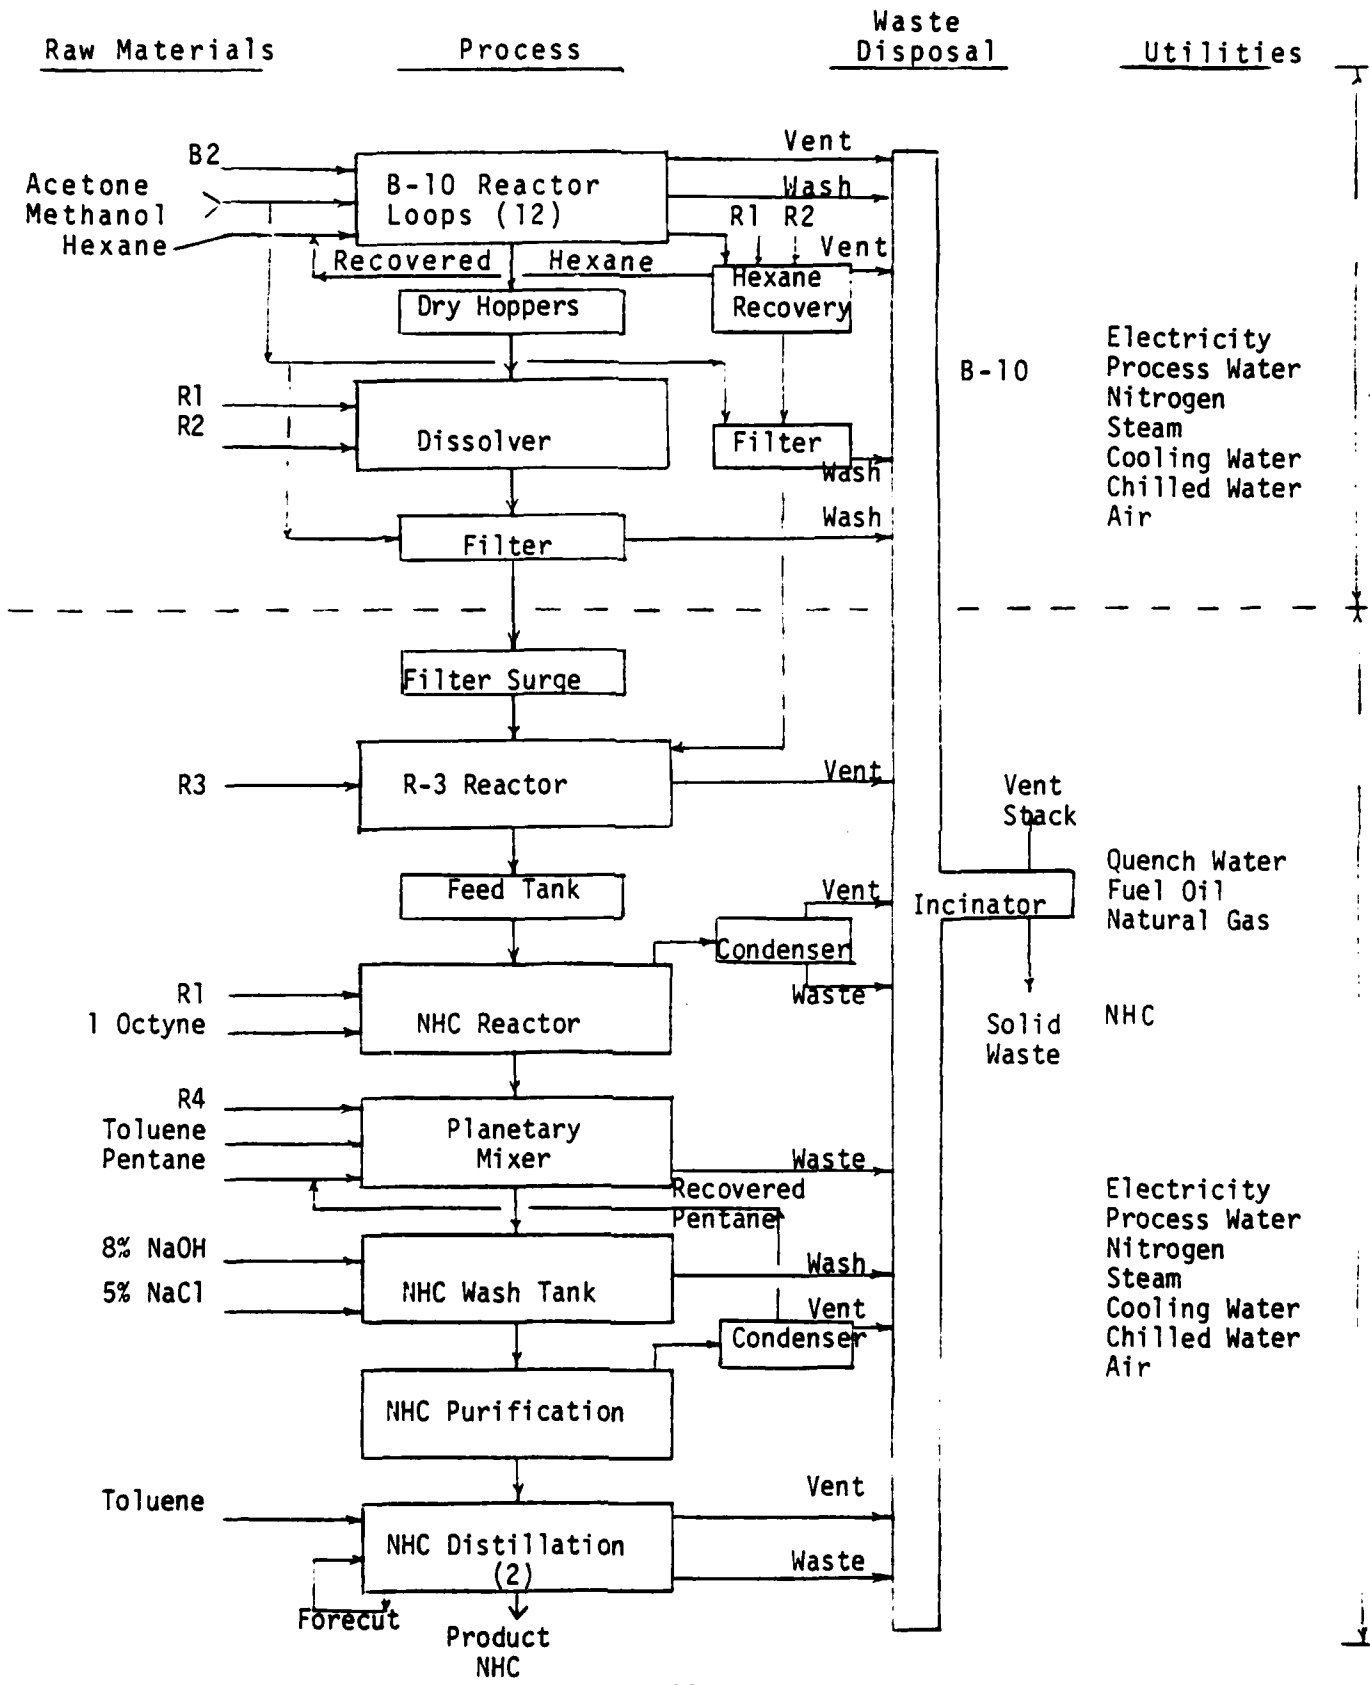 Raw Materials
Process
Waste
Disposal
Utilities
B2
Acetone
Methanol
Hexane
B-10 Reactor
Loops (12)
Vent
Wash
R1 R2
Vent
Recovered Hexane
Hexane
Recovery
Dry Hoppers
R1
R2
Dissolver
Filter
Wash
Filter
Wash
B-10
Electricity
Process Water
Nitrogen
Steam
Cooling Water
Chilled Water
Air
Filter Surge
R3
R-3 Reactor
Vent
Vent
Stack
Feed Tank
Vent
Condenser
Waste
Incinator
Quench Water
Fuel Oil
Natural Gas
R1
1 Octyne
NHC Reactor
Solid
Waste
NHC
R4
Toluene
Pentane
Planetary
Mixer
Waste
Recovered
Pentane
8% NaOH
5% NaCl
NHC Wash Tank
Wash
Vent
Condenser
Electricity
Process Water
Nitrogen
Steam
Cooling Water
Chilled Water
Air
NHC Purification
Toluene
NHC Distillation
(2)
Vent
Waste
Forecut
Product
NHC